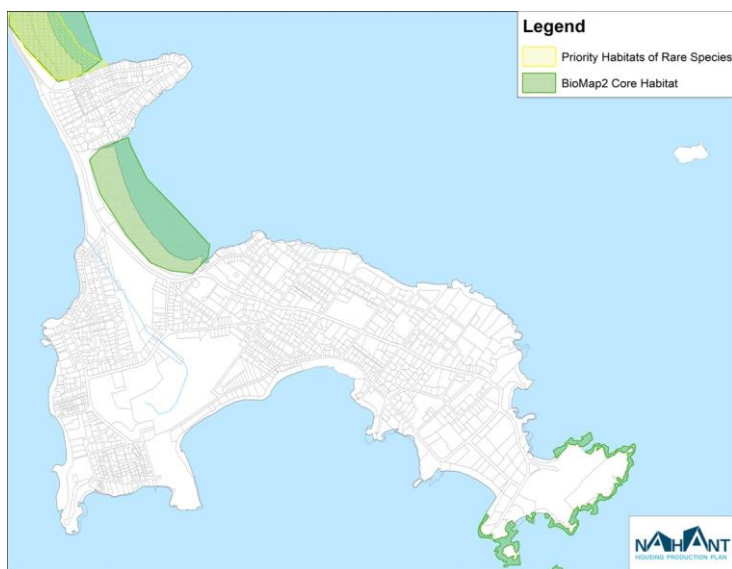 Legend
Priority Habitats of Rare Species
BioMap2 Core Habitat
NAHANT
HOUSING PRODUCTION PLAN